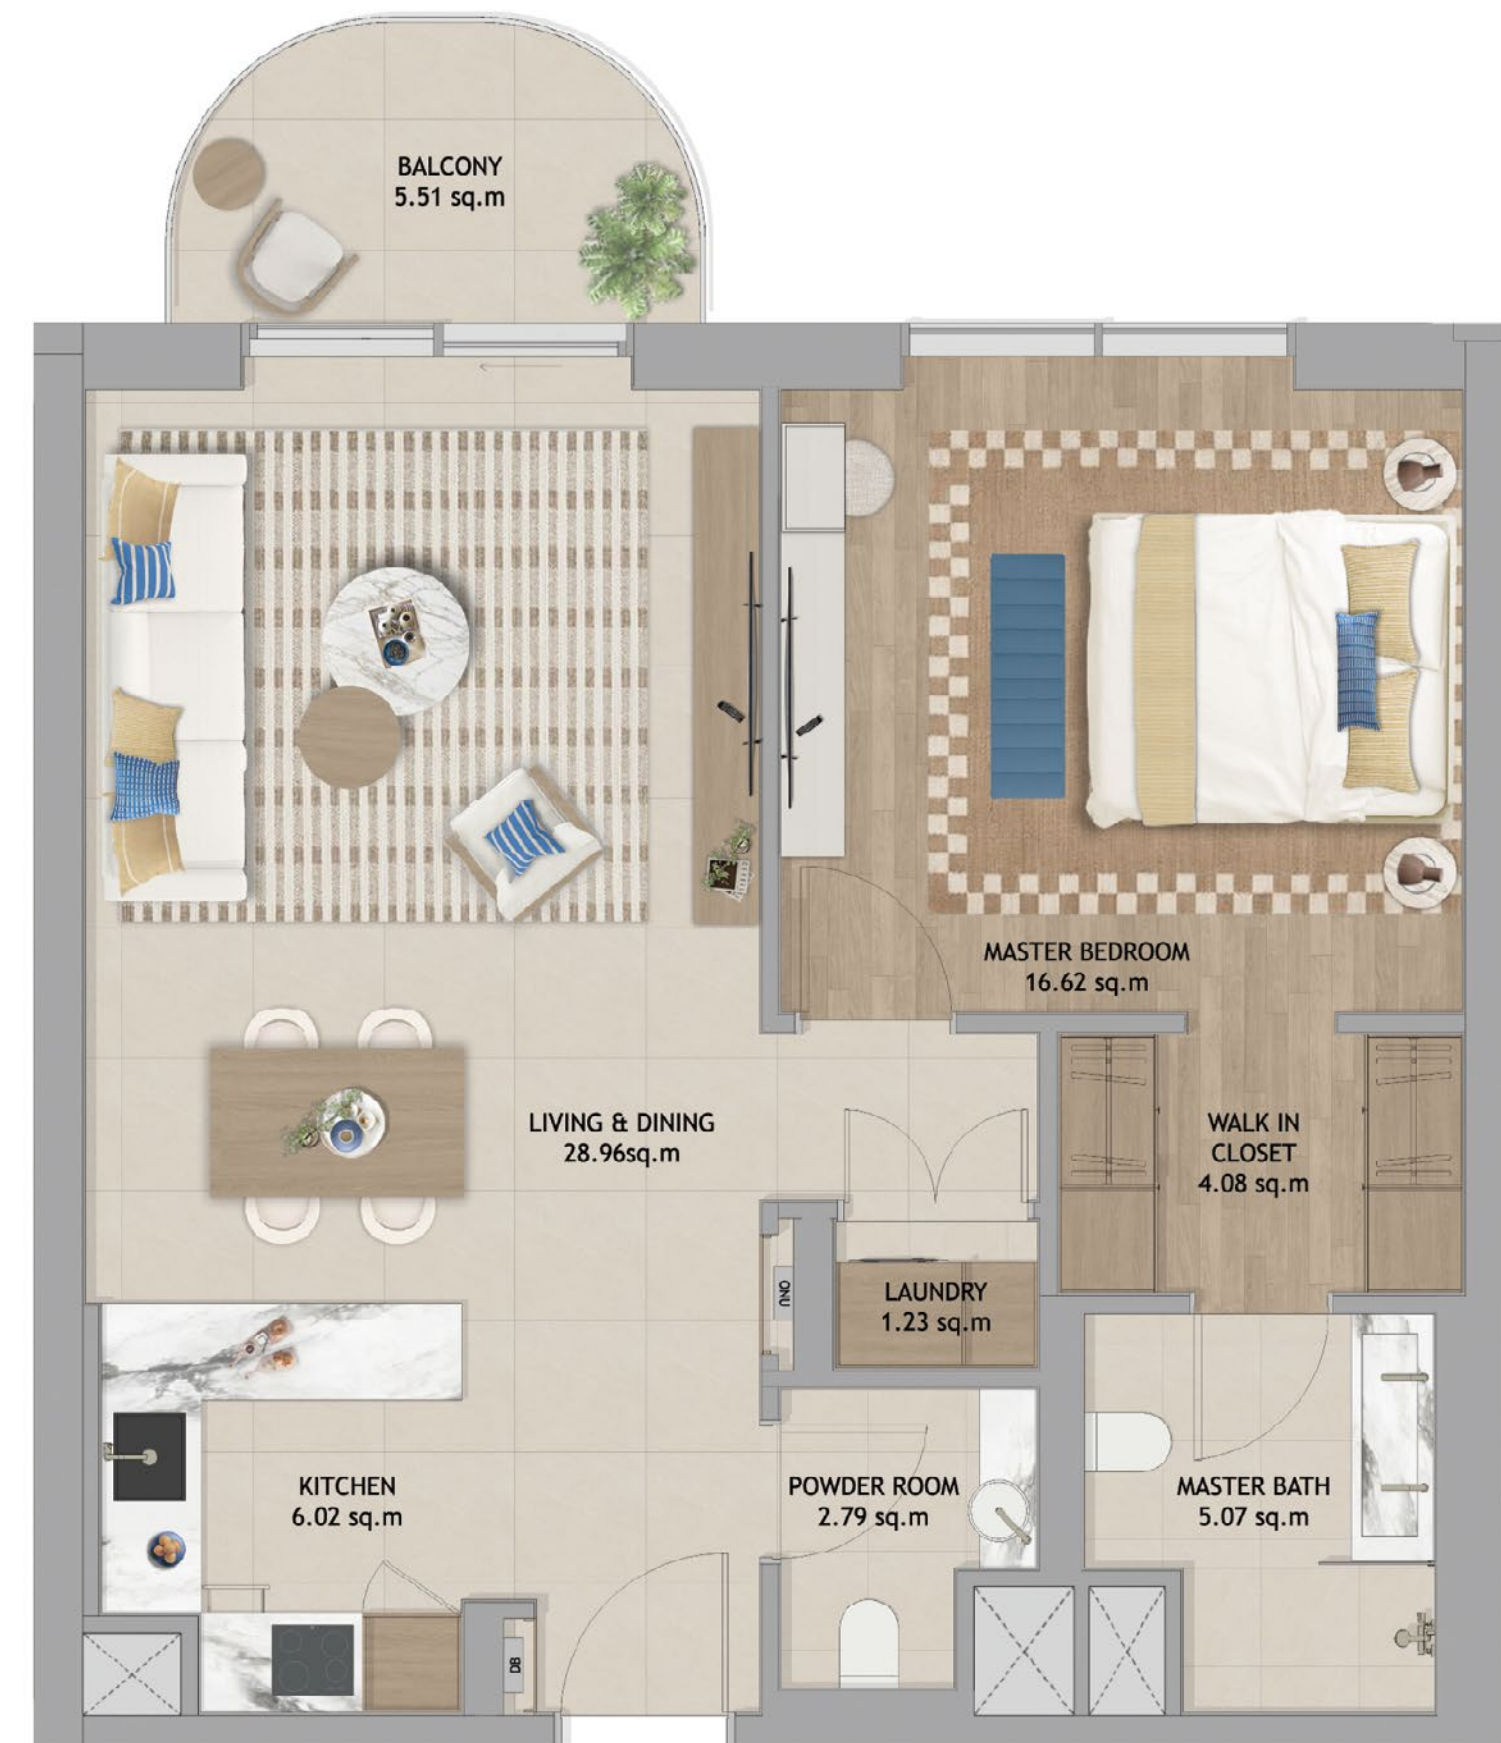 BALCONY
5.51 sq.m
MASTER BEDROOM
16.62 sq.m
LIVING & DINING
28.96sq.m
WALK IN
CLOSET
4.08 sq.m
ONU
LAUNDRY
1.23 sq.m
KITCHEN
6.02 sq.m
POWDER ROOM
2.79 sq.m
MASTER BATH
5.07 sq.m
DB